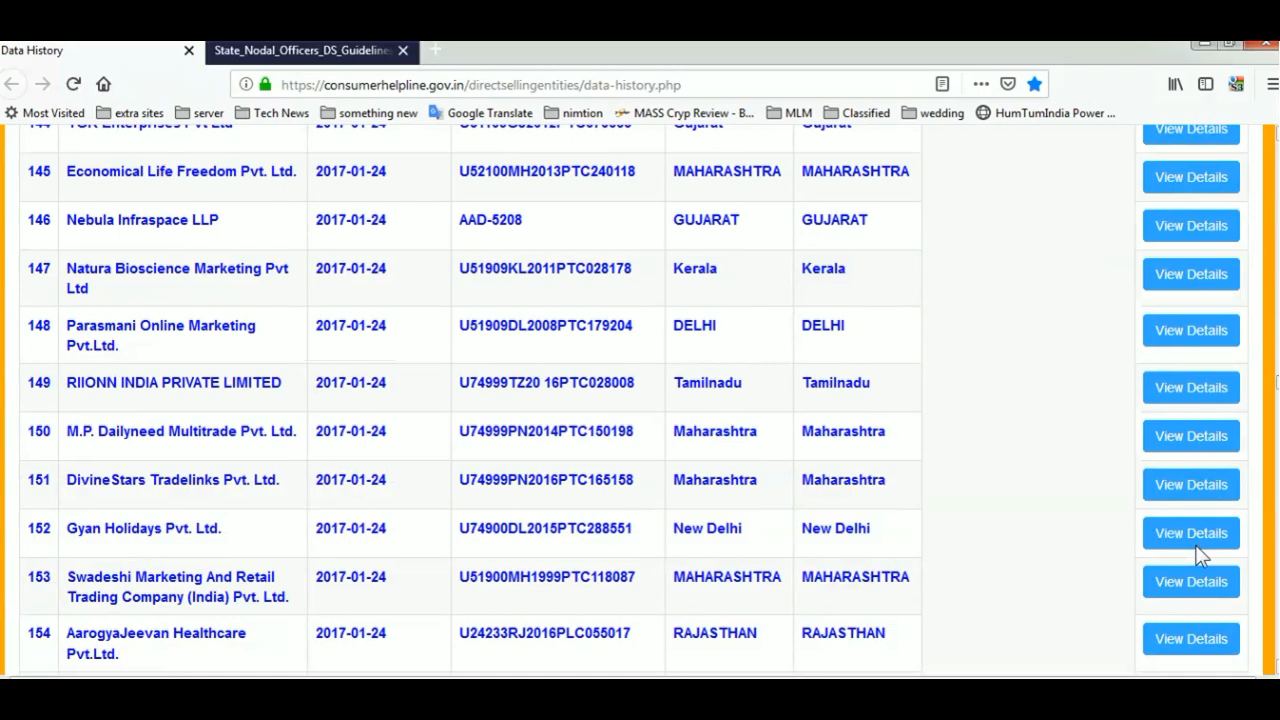 Data History
State_Nodal_Officers_DS_Guideline
https://consumerhelpline.gov.in/directsellingentities/data-history.php
Most Visited extra sites server Tech News something new Google Translate nimtion MASS Cryp Review - B... MLM Classified wedding HumTumIndia Power ...
View Details
145 Economical Life Freedom Pvt. Ltd. 2017-01-24 U52100MH2013PTC240118 MAHARASHTRA MAHARASHTRA View Details
146 Nebula Infraspace LLP 2017-01-24 AAD-5208 GUJARAT GUJARAT View Details
147 Natura Bioscience Marketing Pvt 2017-01-24 U51909KL2011PTC028178 Kerala Kerala View Details
Ltd
148 Parasmani Online Marketing 2017-01-24 U51909DL2008PTC179204 DELHI DELHI View Details
Pvt.Ltd.
149 RIIONN INDIA PRIVATE LIMITED 2017-01-24 U74999TZ20 16PTC028008 Tamilnadu Tamilnadu View Details
150 M.P. Dailyneed Multitrade Pvt. Ltd. 2017-01-24 U74999PN2014PTC150198 Maharashtra Maharashtra View Details
151 DivineStars Tradelinks Pvt. Ltd. 2017-01-24 U74999PN2016PTC165158 Maharashtra Maharashtra View Details
152 Gyan Holidays Pvt. Ltd. 2017-01-24 U74900DL2015PTC288551 New Delhi New Delhi View Details
153 Swadeshi Marketing And Retail 2017-01-24 U51900MH1999PTC118087 MAHARASHTRA MAHARASHTRA View Details
Trading Company (India) Pvt. Ltd.
154 AarogyaJeevan Healthcare 2017-01-24 U24233RJ2016PLC055017 RAJASTHAN RAJASTHAN View Details
Pvt.Ltd.